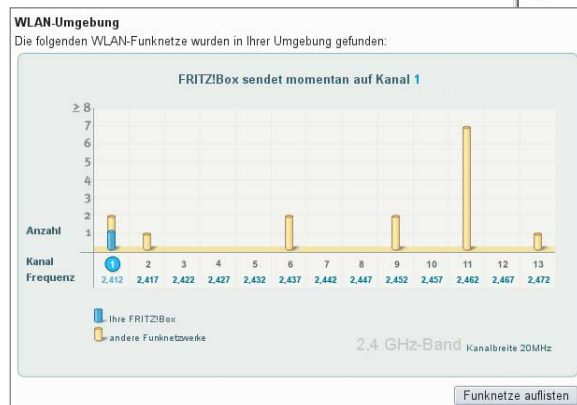 WLAN-Umgebung
Die folgenden WLAN-Funknetze wurden in Ihrer Umgebung gefunden:
FRITZ!Box sendet momentan auf Kanal 1
≥ 8
7
6
5
4
3
2
Anzahl 1
Kanal 1 2 3 4 5 6 7 8 9 10 11 12 13
Frequenz 2,412 2,417 2,422 2,427 2,432 2,437 2,442 2,447 2,452 2,457 2,462 2,467 2,472
Ihre FRITZ!Box
andere Funknetzwerke
2,4 GHz-Band Kanalbreite 20MHz
Funknetze auflisten